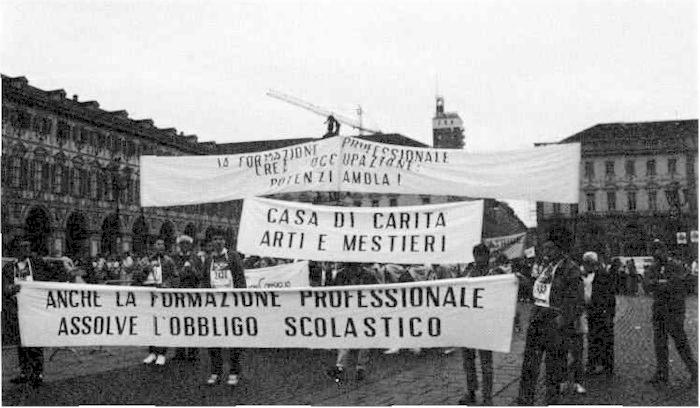 LA FORMAZIONE PROFESSIONALE
CREA OCCUPAZIONE:
POTENZIAMOLA!
CASA DI CARITA
ARTI E MESTIERI
ANCHE LA FORMAZIONE PROFESSIONALE
ASSOLVE L'OBBLIGO SCOLASTICO